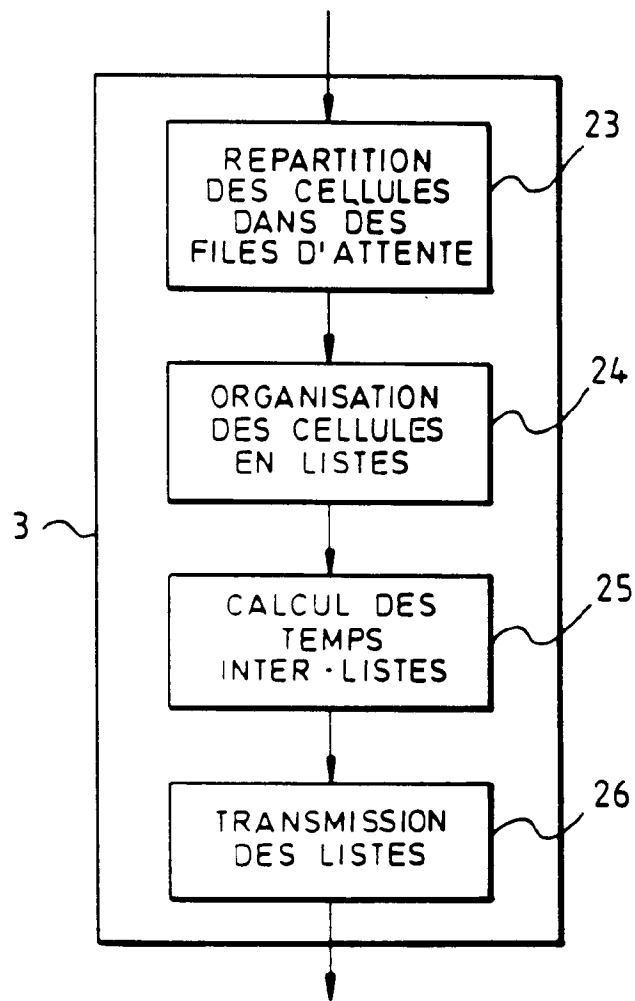 REPARTITION
DES CELLULES
DANS DES
FILES D'ATTENTE
23
ORGANISATION
DES CELLULES
EN LISTES
24
3
CALCUL DES
TEMPS
INTER-LISTES
25
TRANSMISSION
DES LISTES
26